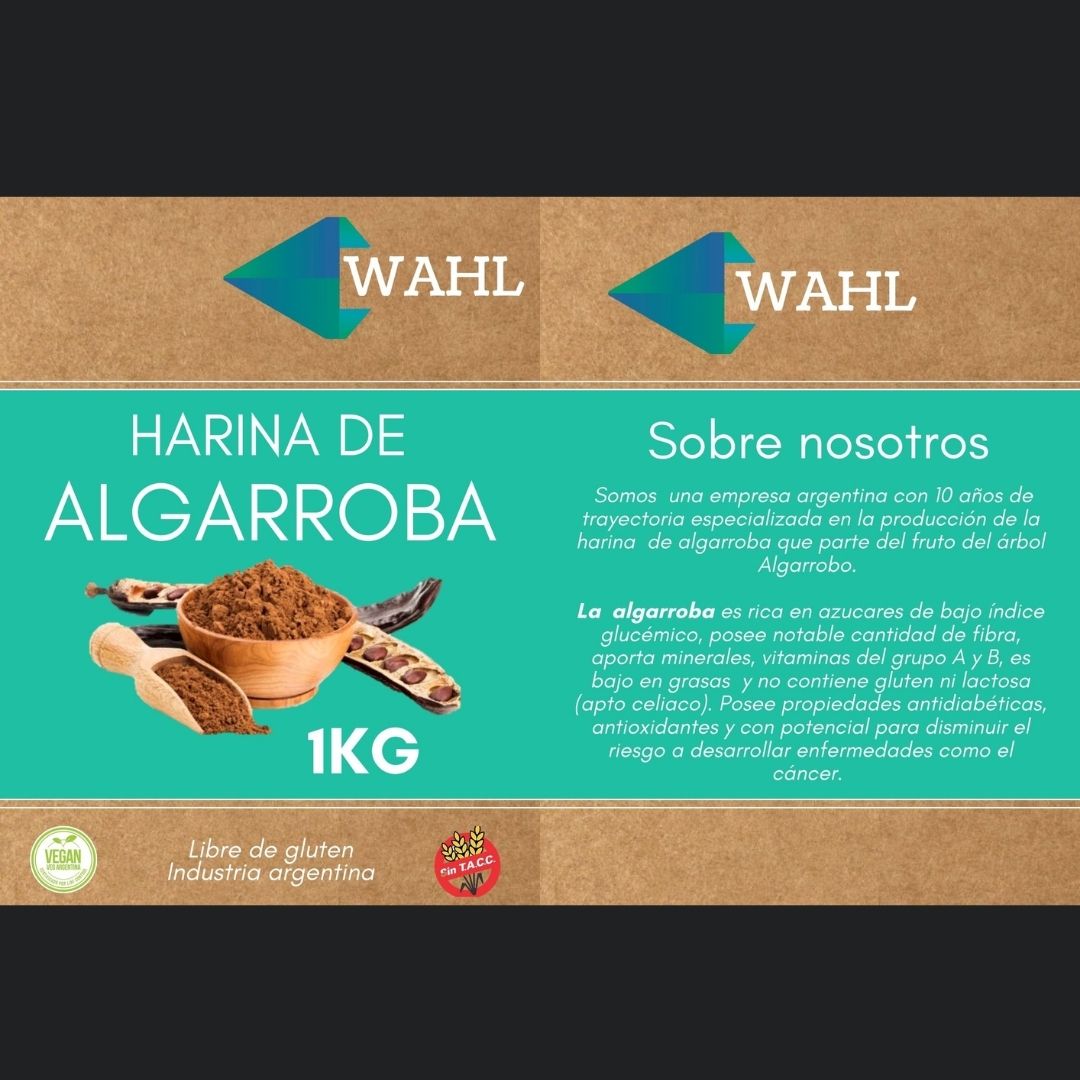 WAHL
HARINA DE
ALGARROBA
1KG
VEGAN
VEG ARGENTINA
Libre de gluten
Industria argentina
Sin T.A.C.C.
WAHL
Sobre nosotros
Somos una empresa argentina con 10 años de
trayectoria especializada en la producción de la
harina de algarroba que parte del fruto del árbol
Algarrobo.
La algarroba es rica en azucares de bajo índice
glucémico, posee notable cantidad de fibra,
aporta minerales, vitaminas del grupo A y B, es
bajo en grasas y no contiene gluten ni lactosa
(apto celiaco). Posee propiedades antidiabéticas,
antioxidantes y con potencial para disminuir el
riesgo a desarrollar enfermedades como el
cáncer.